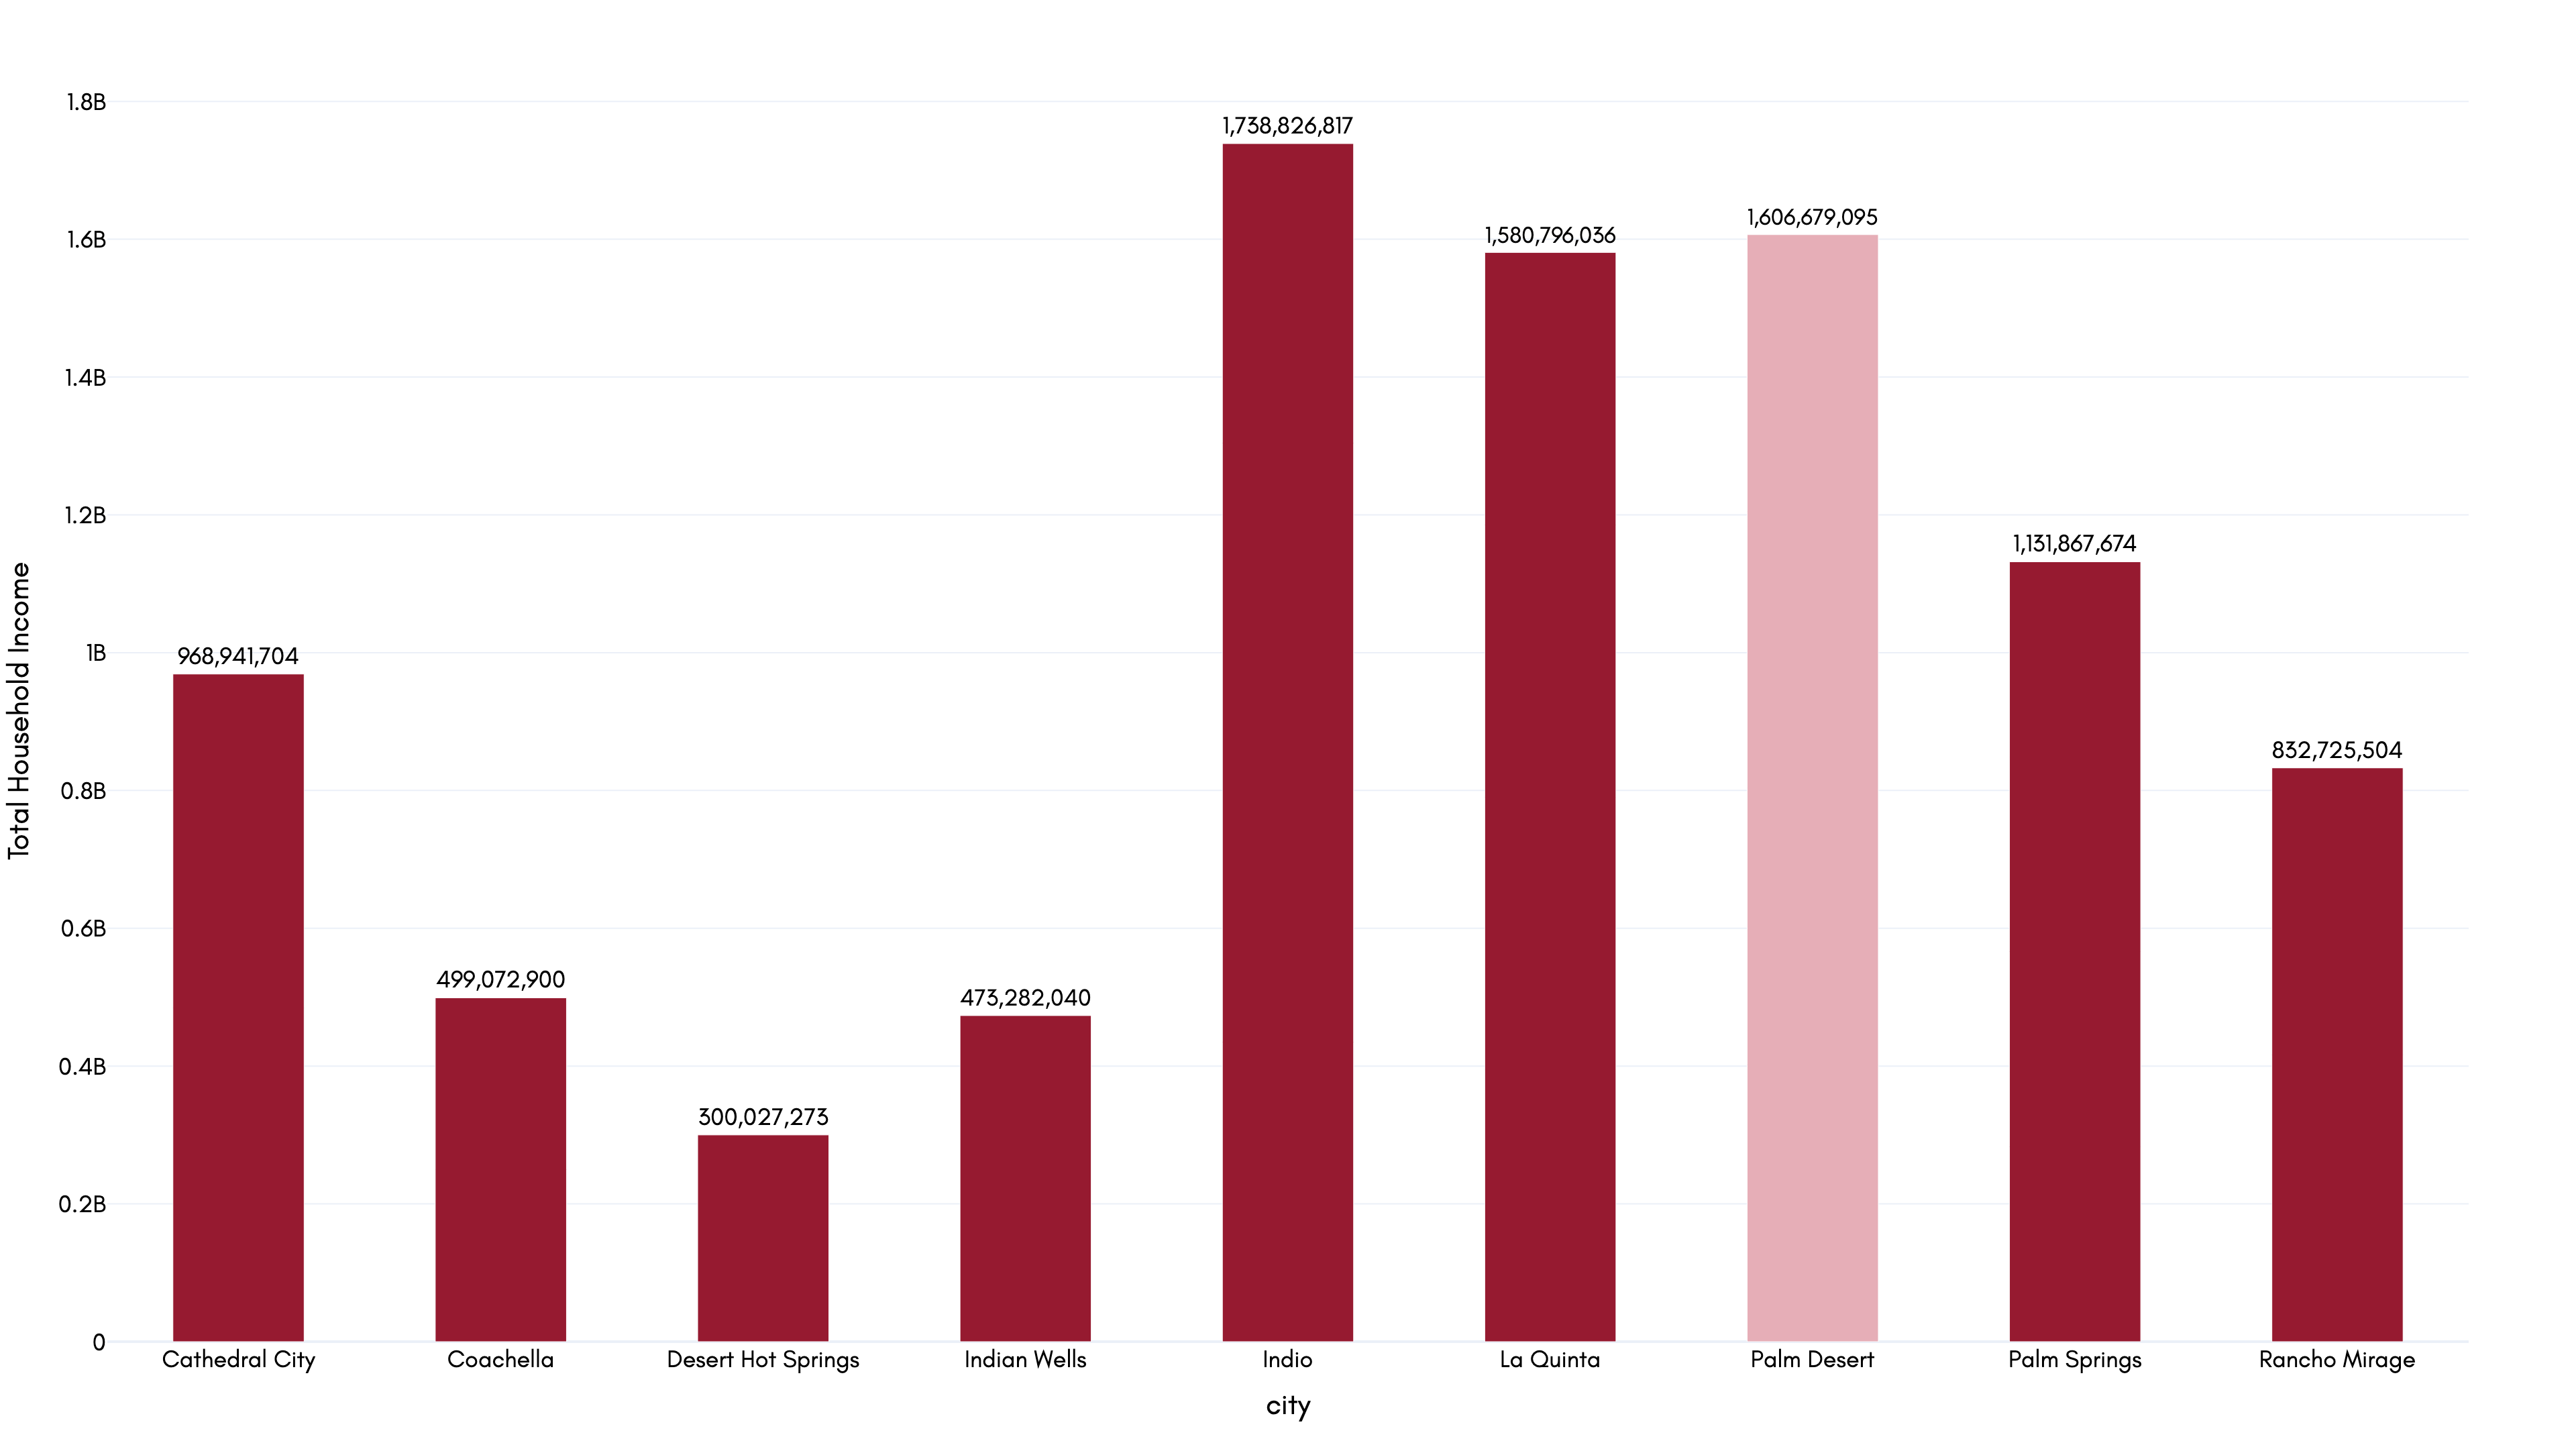 Total Household Income
1.8B
1.6B
1.4B
1.2B
1B
0.8B
0.6B
0.4B
0.2B
0
968,941,704
499,072,900
300,027,273
473,282,040
1,738,826,817
1,580,796,036
1,606,679,095
1,131,867,674
832,725,504
Cathedral City
Coachella
Desert Hot Springs
Indian Wells
Indio
La Quinta
Palm Desert
Palm Springs
Rancho Mirage
city